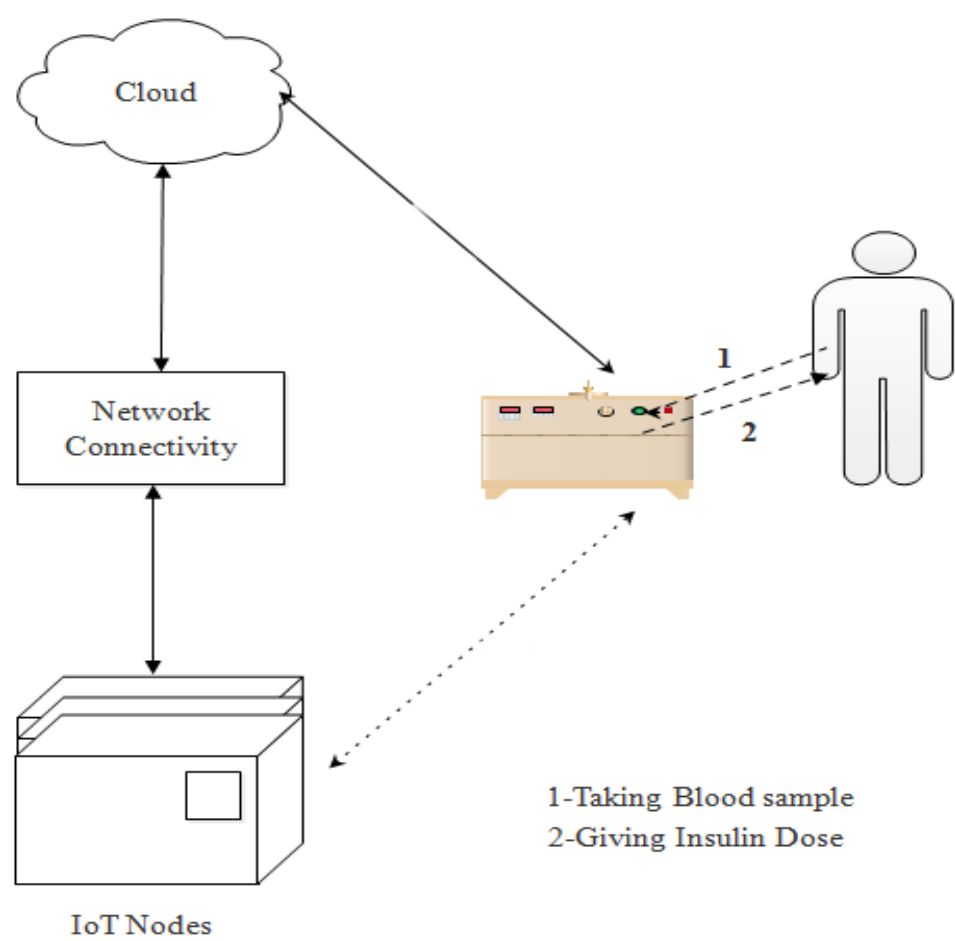 Cloud
1
Network
Connectivity
2
1-Taking Blood sample
2-Giving Insulin Dose
IoT Nodes